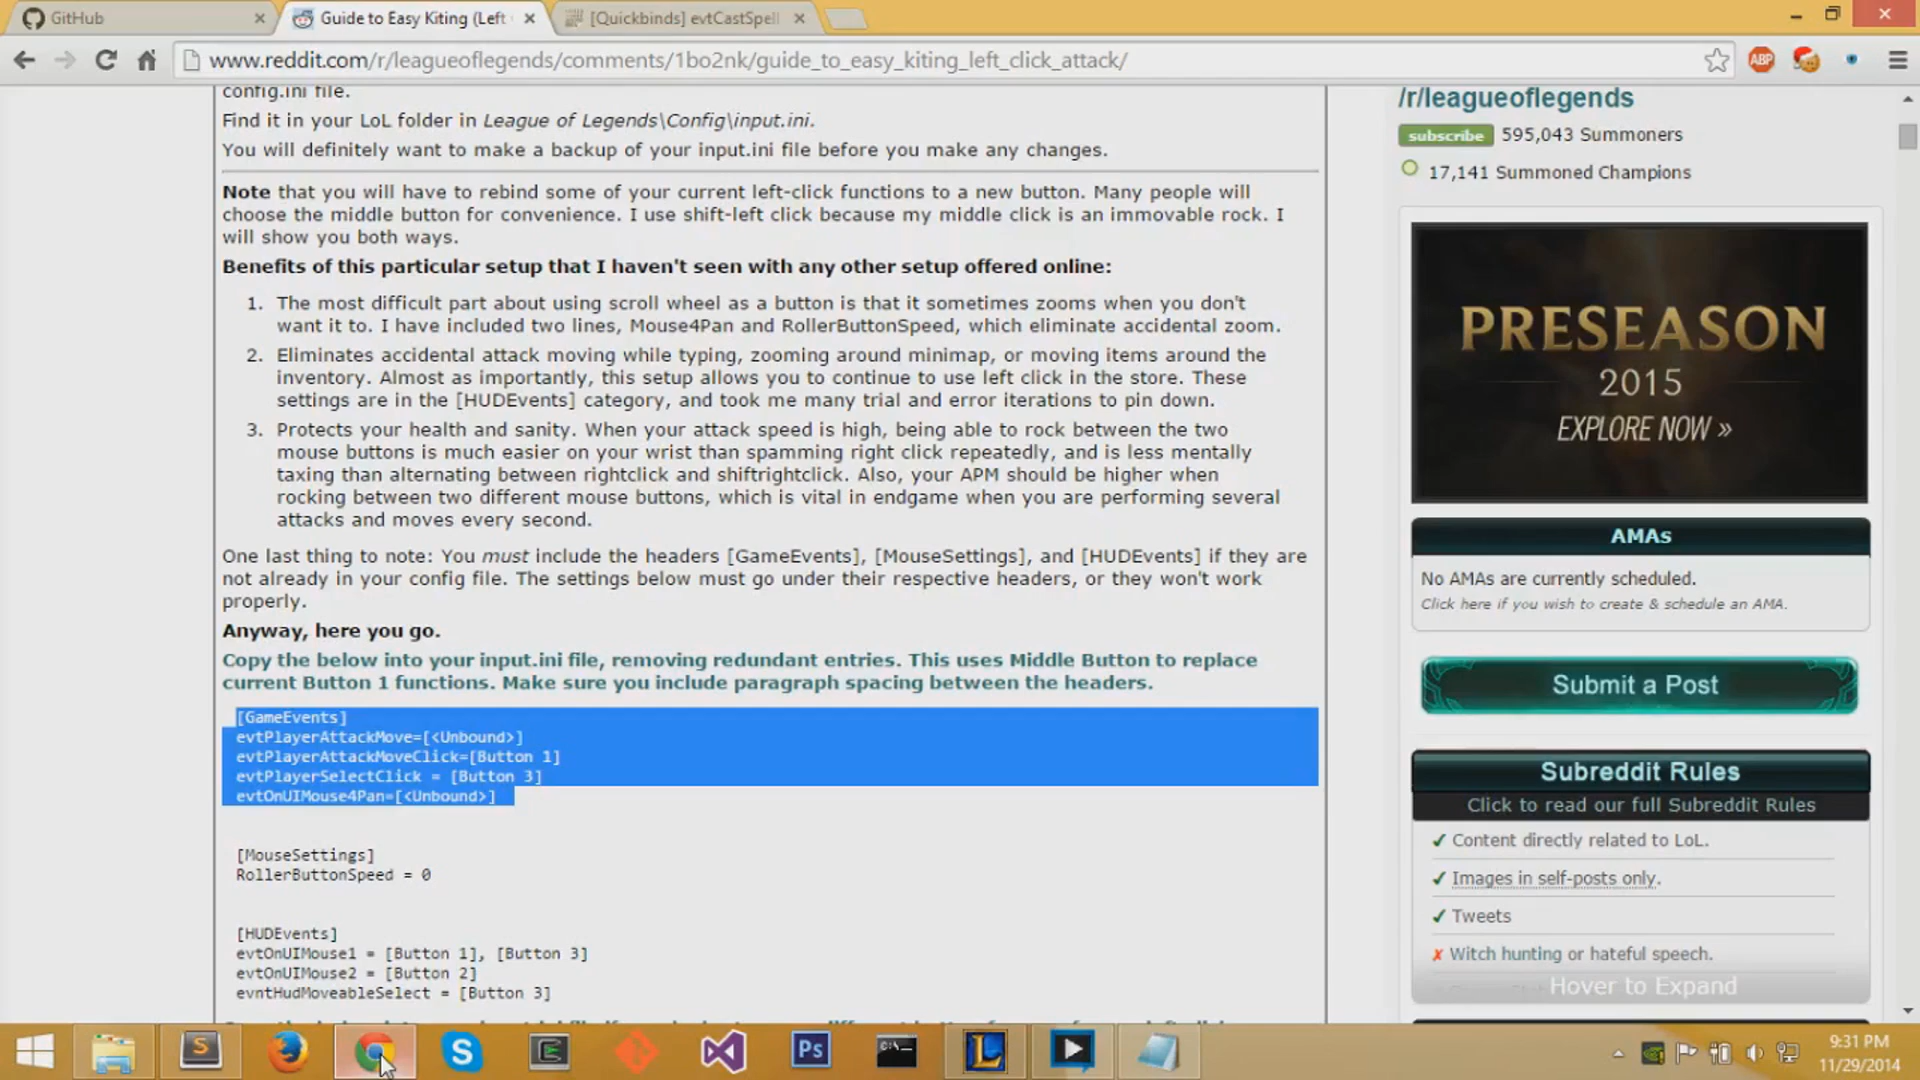 GitHub
Guide to Easy Kiting (Left
[Quickbinds] evtCastSpell
www.reddit.com/r/leagueoflegends/comments/1bo2nk/guide_to_easy_kiting_left_click_attack/
ABP
config.ini file.
Find it in your LoL folder in League of Legends\Config\input.ini.
You will definitely want to make a backup of your input.ini file before you make any changes.
Note that you will have to rebind some of your current left-click functions to a new button. Many people will
choose the middle button for convenience. I use shift-left click because my middle click is an immovable rock. I
will show you both ways.
Benefits of this particular setup that I haven't seen with any other setup offered online:
1. The most difficult part about using scroll wheel as a button is that it sometimes zooms when you don't
want it to. I have included two lines, Mouse4Pan and RollerButtonSpeed, which eliminate accidental zoom.
2. Eliminates accidental attack moving while typing, zooming around minimap, or moving items around the
inventory. Almost as importantly, this setup allows you to continue to use left click in the store. These
settings are in the [HUDEvents] category, and took me many trial and error iterations to pin down.
3. Protects your health and sanity. When your attack speed is high, being able to rock between the two
mouse buttons is much easier on your wrist than spamming right click repeatedly, and is less mentally
taxing than alternating between rightclick and shiftrightclick. Also, your APM should be higher when
rocking between two different mouse buttons, which is vital in endgame when you are performing several
attacks and moves every second.
One last thing to note: You must include the headers [GameEvents], [MouseSettings], and [HUDEvents] if they are
not already in your config file. The settings below must go under their respective headers, or they won't work
properly.
Anyway, here you go.
Copy the below into your input.ini file, removing redundant entries. This uses Middle Button to replace
current Button 1 functions. Make sure you include paragraph spacing between the headers.
[GameEvents]
evtPlayerAttackMove=[<Unbound>]
evtPlayerAttackMoveClick=[Button 1]
evtPlayerSelectClick = [Button 3]
evtOnUIMouse4Pan=[<Unbound>]
[MouseSettings]
RollerButtonSpeed = 0
[HUDEvents]
evtOnUIMouse1 = [Button 1], [Button 3]
evtOnUIMouse2 = [Button 2]
evntHudMoveableSelect = [Button 3]
/r/leagueoflegends
subscribe 595,043 Summoners
17,141 Summoned Champions
PRESEASON
2015
EXPLORE NOW »
AMAs
No AMAs are currently scheduled.
Click here if you wish to create & schedule an AMA.
Submit a Post
Subreddit Rules
Click to read our full Subreddit Rules
✓ Content directly related to LoL.
✓ Images in self-posts only.
✓ Tweets
✗ Witch hunting or hateful speech.
Hover to Expand
9:31 PM
11/29/2014